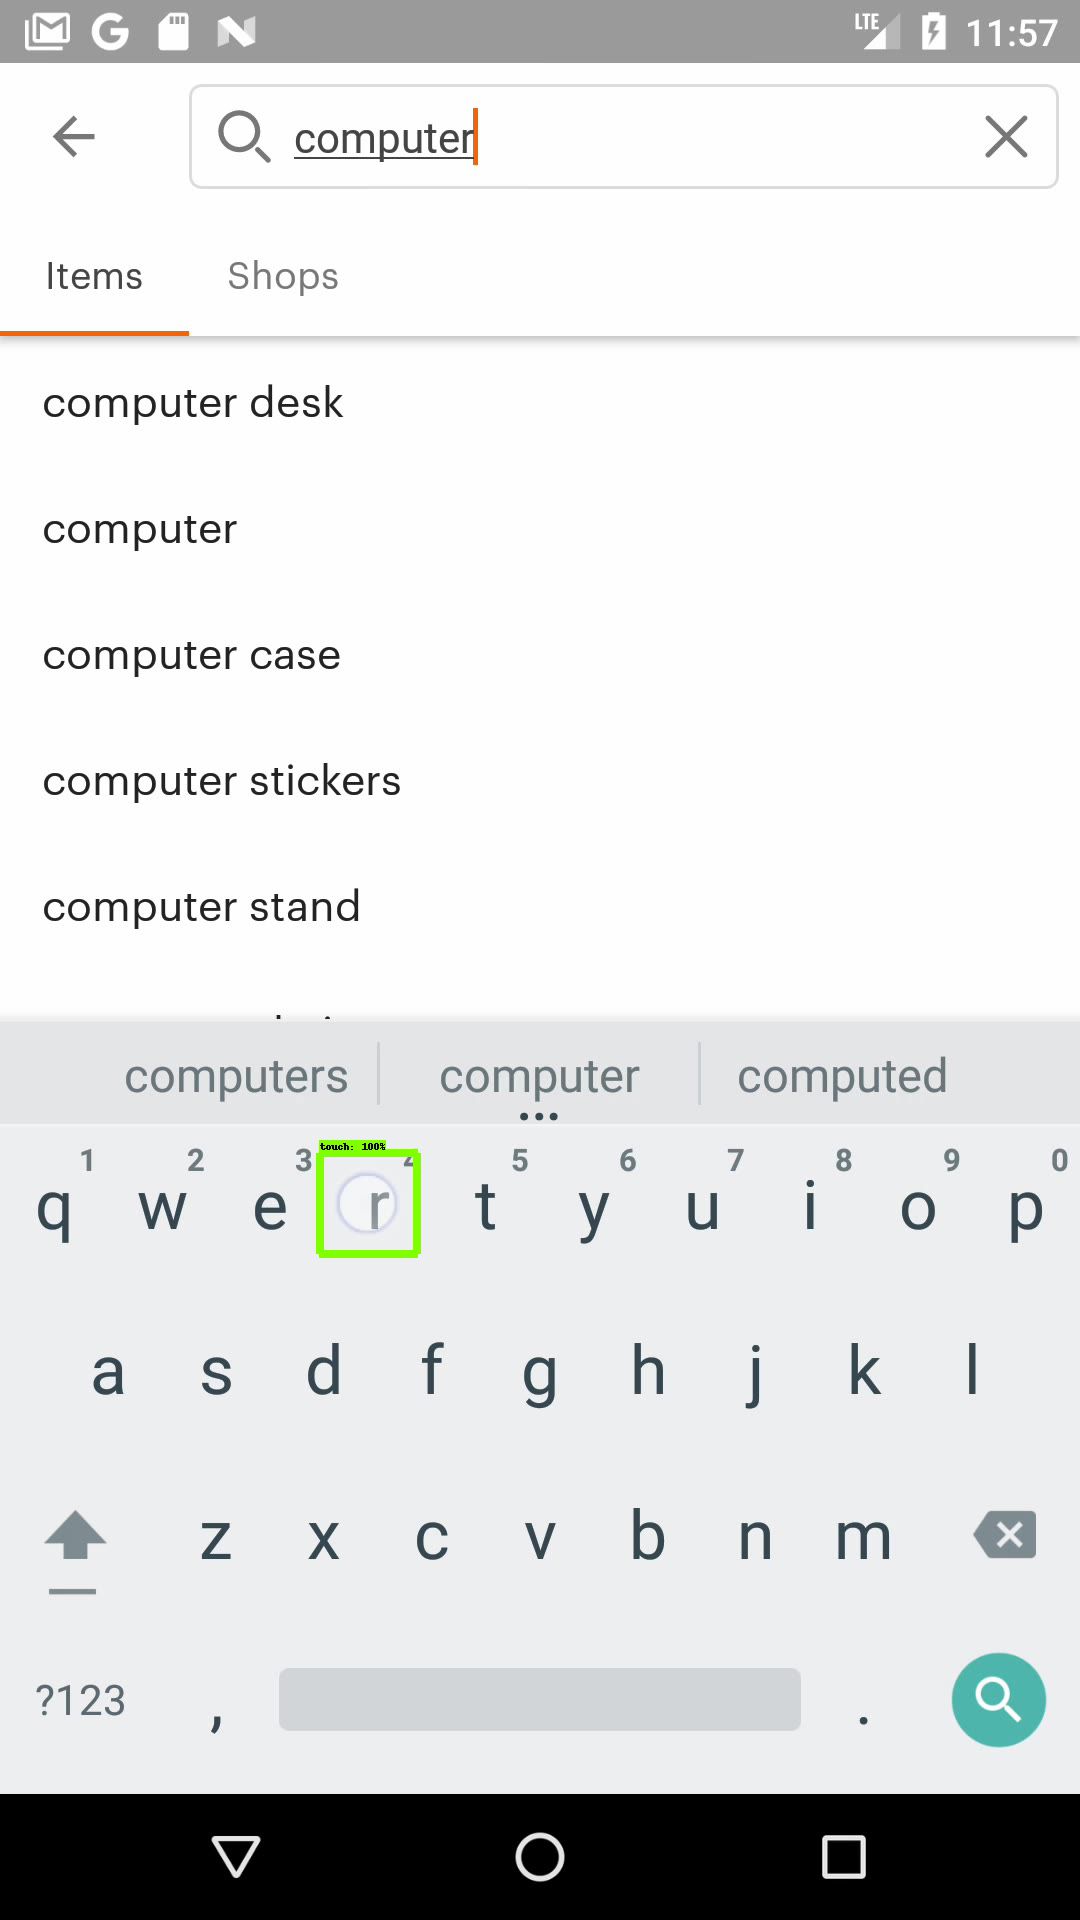 LTE 11:57
computer
Items Shops
computer desk
computer
computer case
computer stickers
computer stand
computers computer computed
touch: 100%
1 2 3 4 5 6 7 8 9 0
q w e r t y u i o p
a s d f g h j k l
z x c v b n m
?123 , .